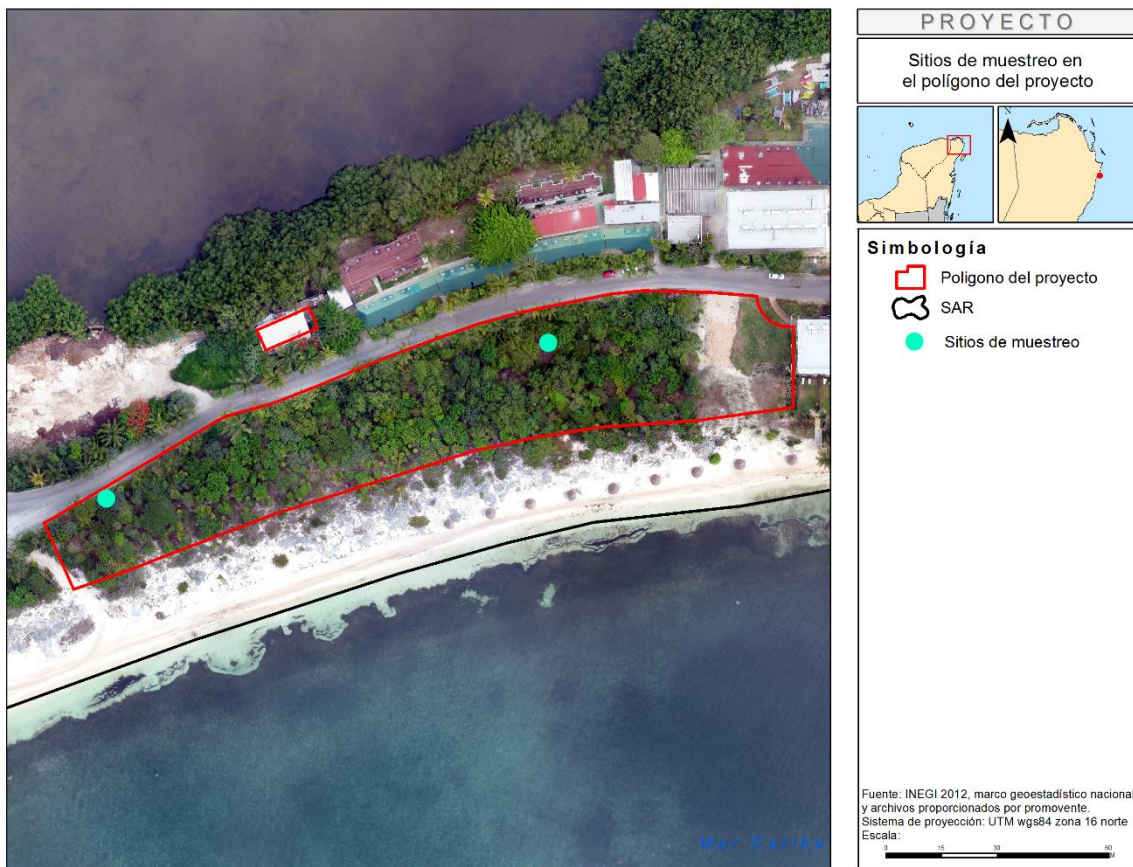 PROYECTO
Sitios de muestreo en
el polígono del proyecto
N
Simbología
Poligono del proyecto
SAR
Sitios de muestreo
Mar Caribe
Fuente: INEGI 2012, marco geoestadístico nacional
y archivos proporcionados por promovente.
Sistema de proyección: UTM wgs84 zona 16 norte
Escala:
0 15 30 60
M